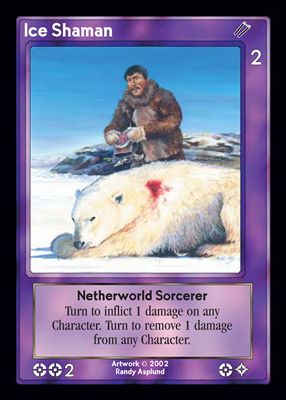 Ice Shaman
2
Netherworld Sorcerer
Turn to inflict 1 damage on any
Character. Turn to remove 1 damage
from any Character.
Artwork © 2002
2 Randy Asplund